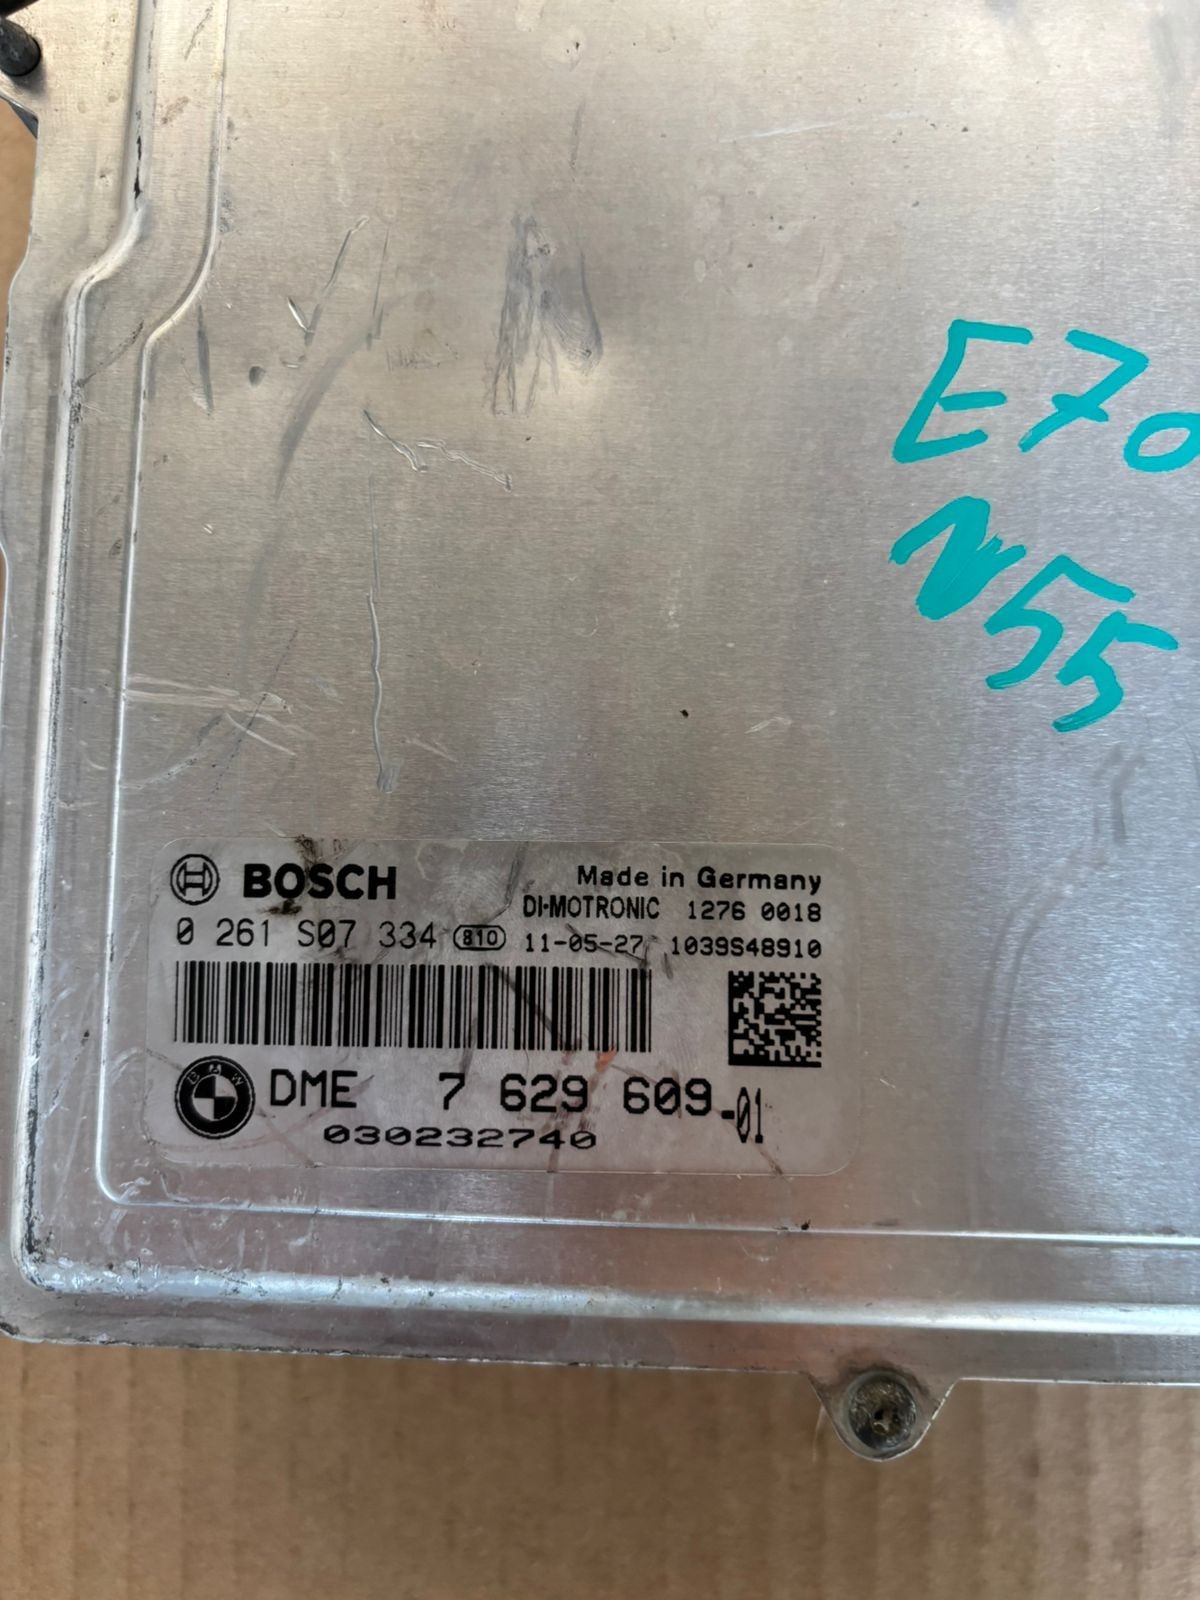 E70
N55
BOSCH
Made in Germany
DI-MOTRONIC 1276 0018
0 261 S07 334 810 11-05-27 1039S48910
BMW
DME 7 629 609-01
030232740